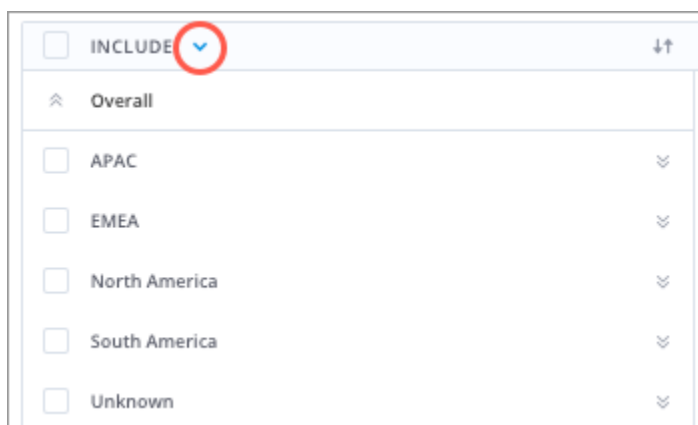 INCLUDE
Overall
APAC
EMEA
North America
South America
Unknown